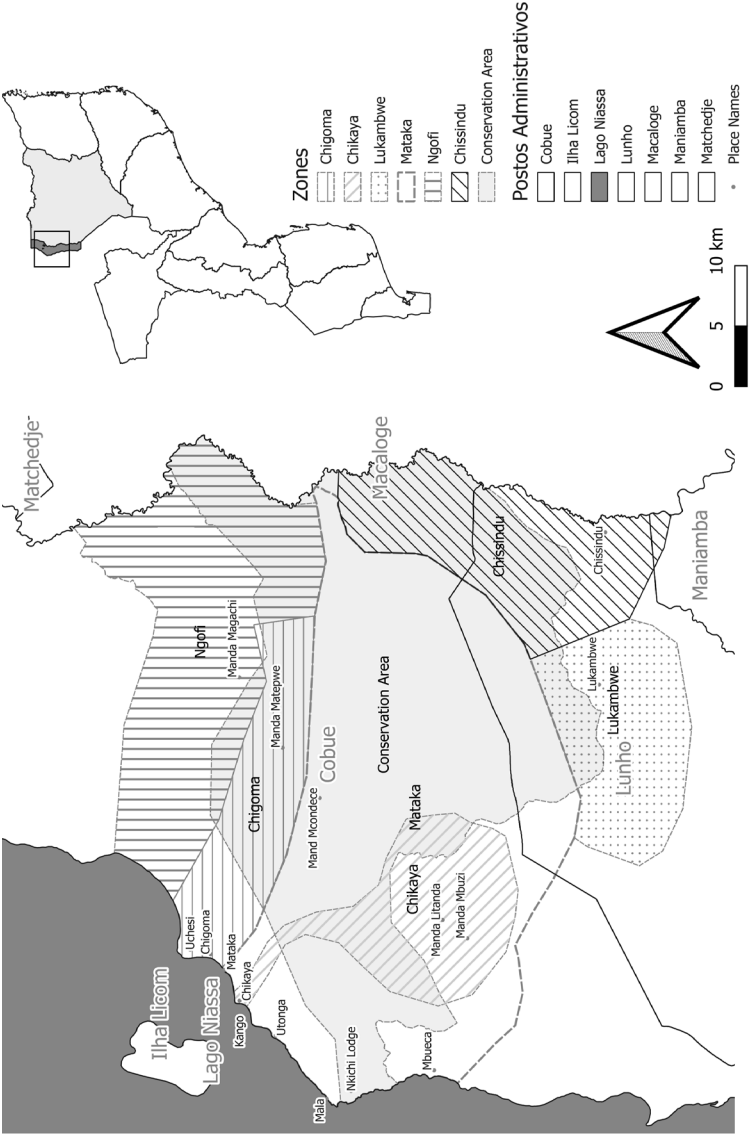 Matchedje
Ngofi
Manda Magachi
Macaloge
Manda Matepwe
Chigoma
Uchesi
Chigoma
Cobue
Mand Mcondece
Conservation Area
Chissindu
Chissindu
Maniamba
Ilha Licom
Lago Niassa
Mataka
Chikaya
Kango
Utonga
Mataka
Chikaya
Manda Litanda
Manda Mbuzi
Lukambwe
Lukambwe
Lunho
Nkichi Lodge
Mala
Mbueca
Zones
Chigoma
Chikaya
Lukambwe
Mataka
Ngofi
Chissindu
Conservation Area
Postos Administrativos
Cobue
Ilha Licom
Lago Niassa
Lunho
Macaloge
Maniamba
Matchedje
Place Names
0 5 10 km